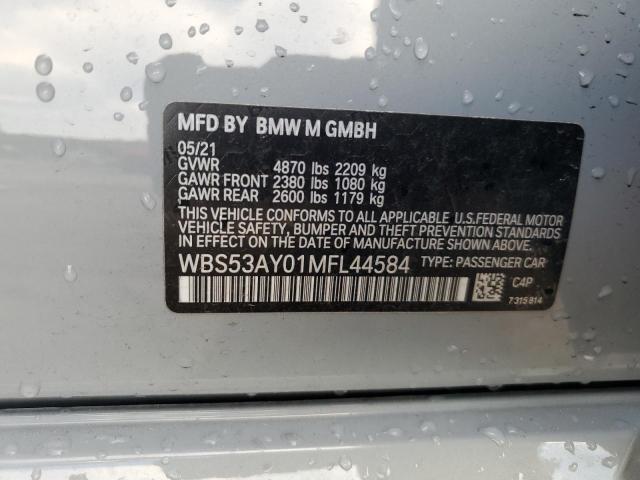 MFD BY BMW M GMBH
05/21
GVWR 4870 lbs 2209 kg
GAWR FRONT 2380 lbs 1080 kg
GAWR REAR 2600 lbs 1179 kg
THIS VEHICLE CONFORMS TO ALL APPLICABLE U.S.FEDERAL MOTOR
VEHICLE SAFETY, BUMPER AND THEFT PREVENTION STANDARDS
IN EFFECT ON THE DATE OF MANUFACTURE SHOWN ABOVE.
WBS53AY01MFL44584 TYPE: PASSENGER CAR
C4P
7 315 814